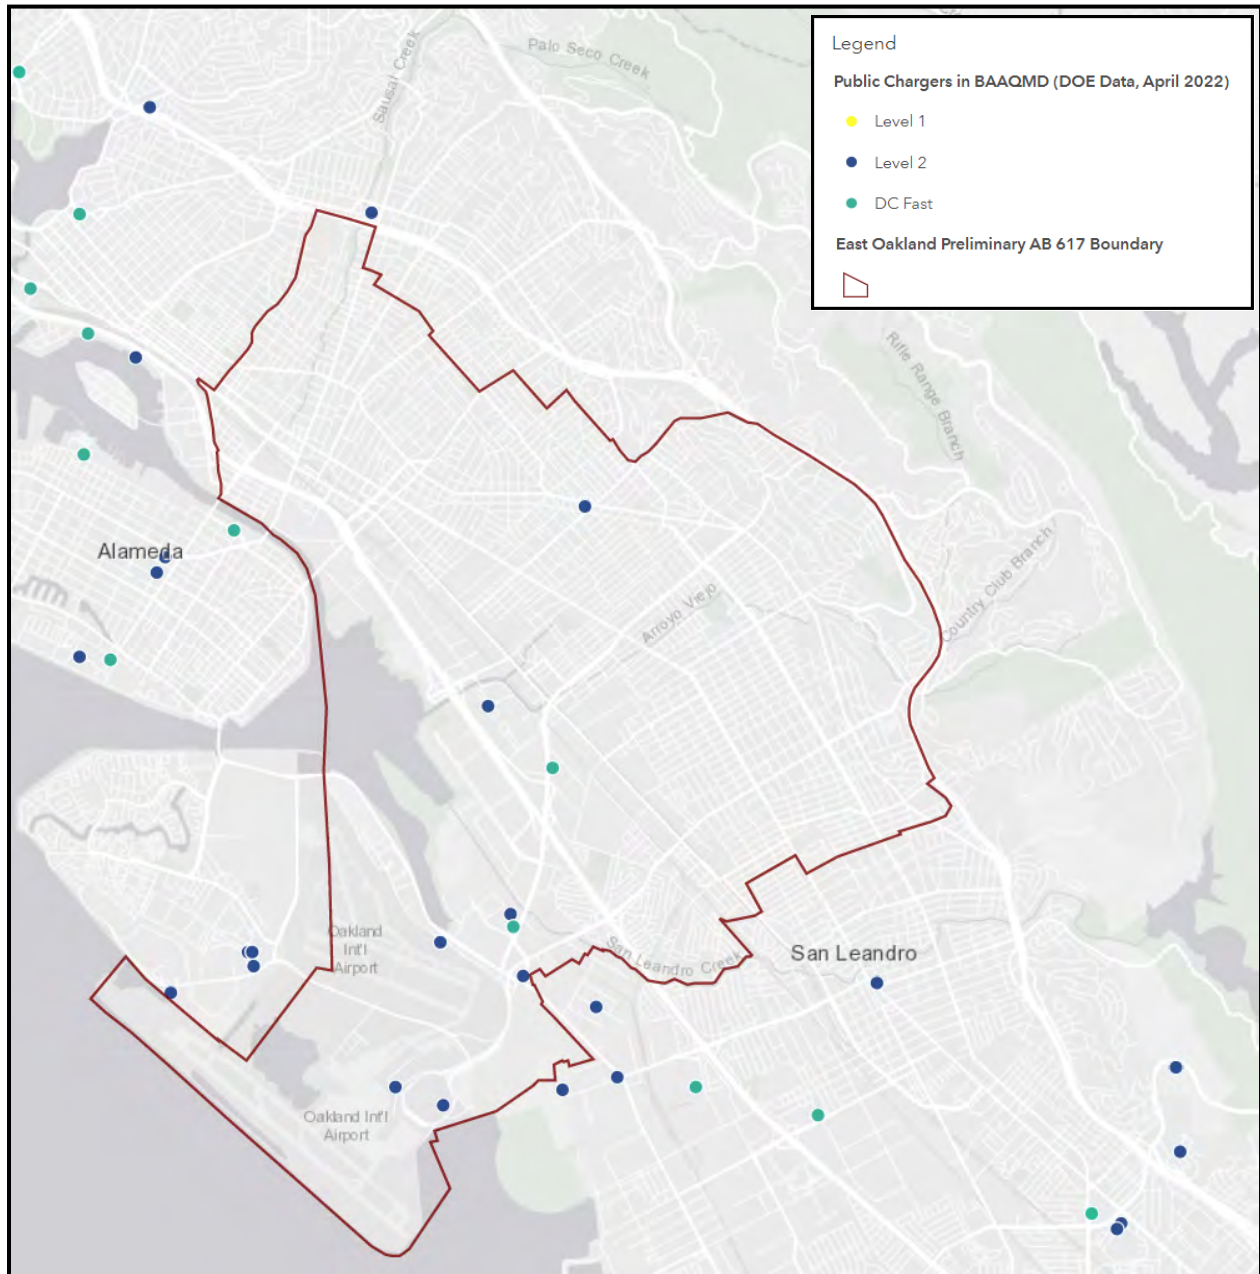 Legend
Public Chargers in BAAQMD (DOE Data, April 2022)
Level 1
Level 2
DC Fast
East Oakland Preliminary AB 617 Boundary
Palo Seco Creek
Sausal Creek
Rifle Range Branch
Country Club Branch
Alameda
Arroyo Viejo
Oakland
Int'l
Airport
San Leandro Creek
San Leandro
Oakland Int'l
Airport